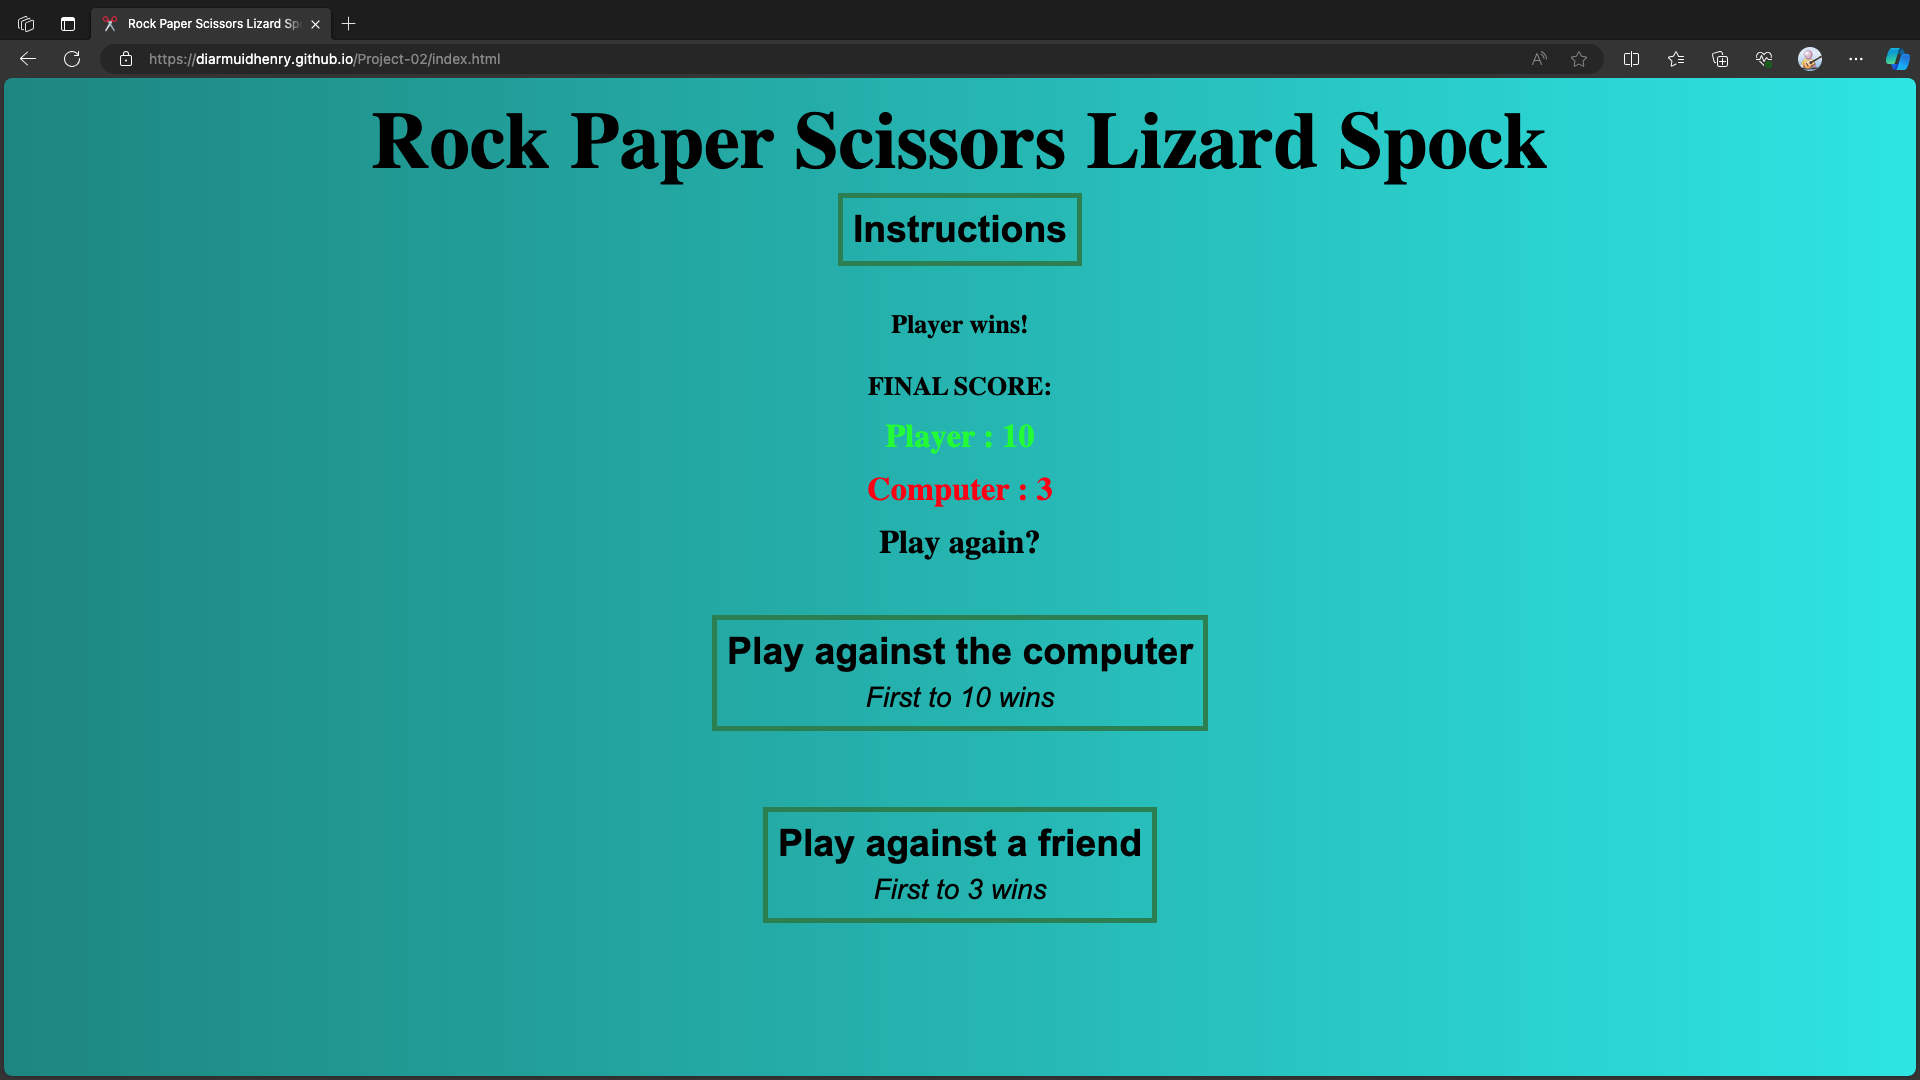 Rock Paper Scissors Lizard Sp
https://diarmuidhenry.github.io/Project-02/index.html
Rock Paper Scissors Lizard Spock
Instructions
Player wins!
FINAL SCORE:
Player : 10
Computer : 3
Play again?
Play against the computer
First to 10 wins
Play against a friend
First to 3 wins